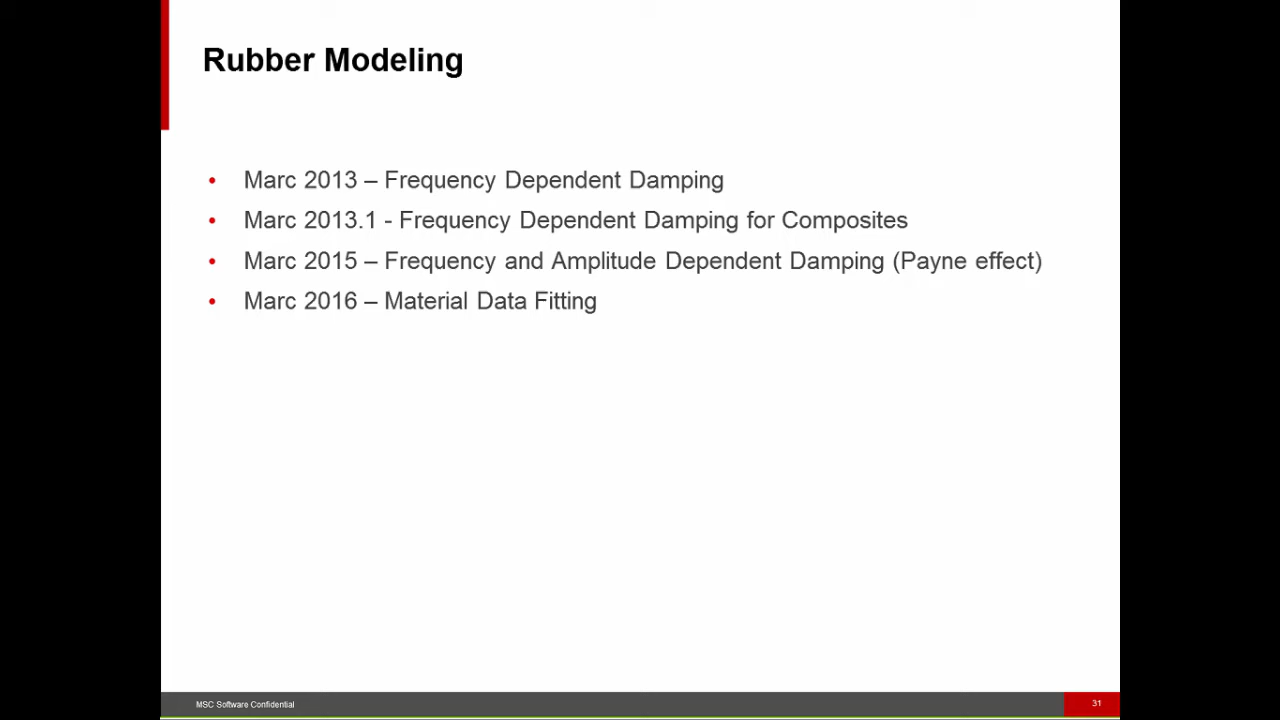 Rubber Modeling
• Marc 2013 – Frequency Dependent Damping
• Marc 2013.1 - Frequency Dependent Damping for Composites
• Marc 2015 – Frequency and Amplitude Dependent Damping (Payne effect)
• Marc 2016 – Material Data Fitting
MSC Software Confidential
31